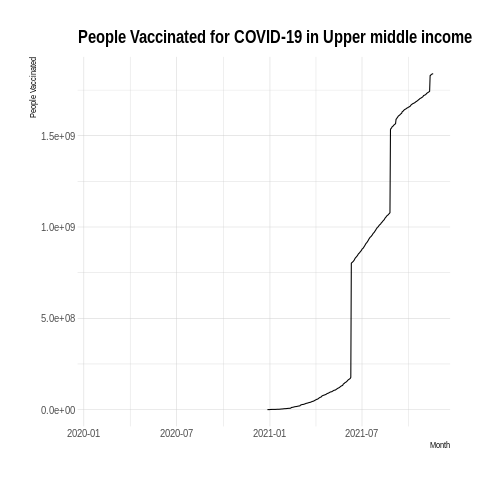 People Vaccinated for COVID-19 in Upper middle income
People Vaccinated
1.5e+09
1.0e+09
5.0e+08
0.0e+00
2020-01 2020-07 2021-01 2021-07
Month